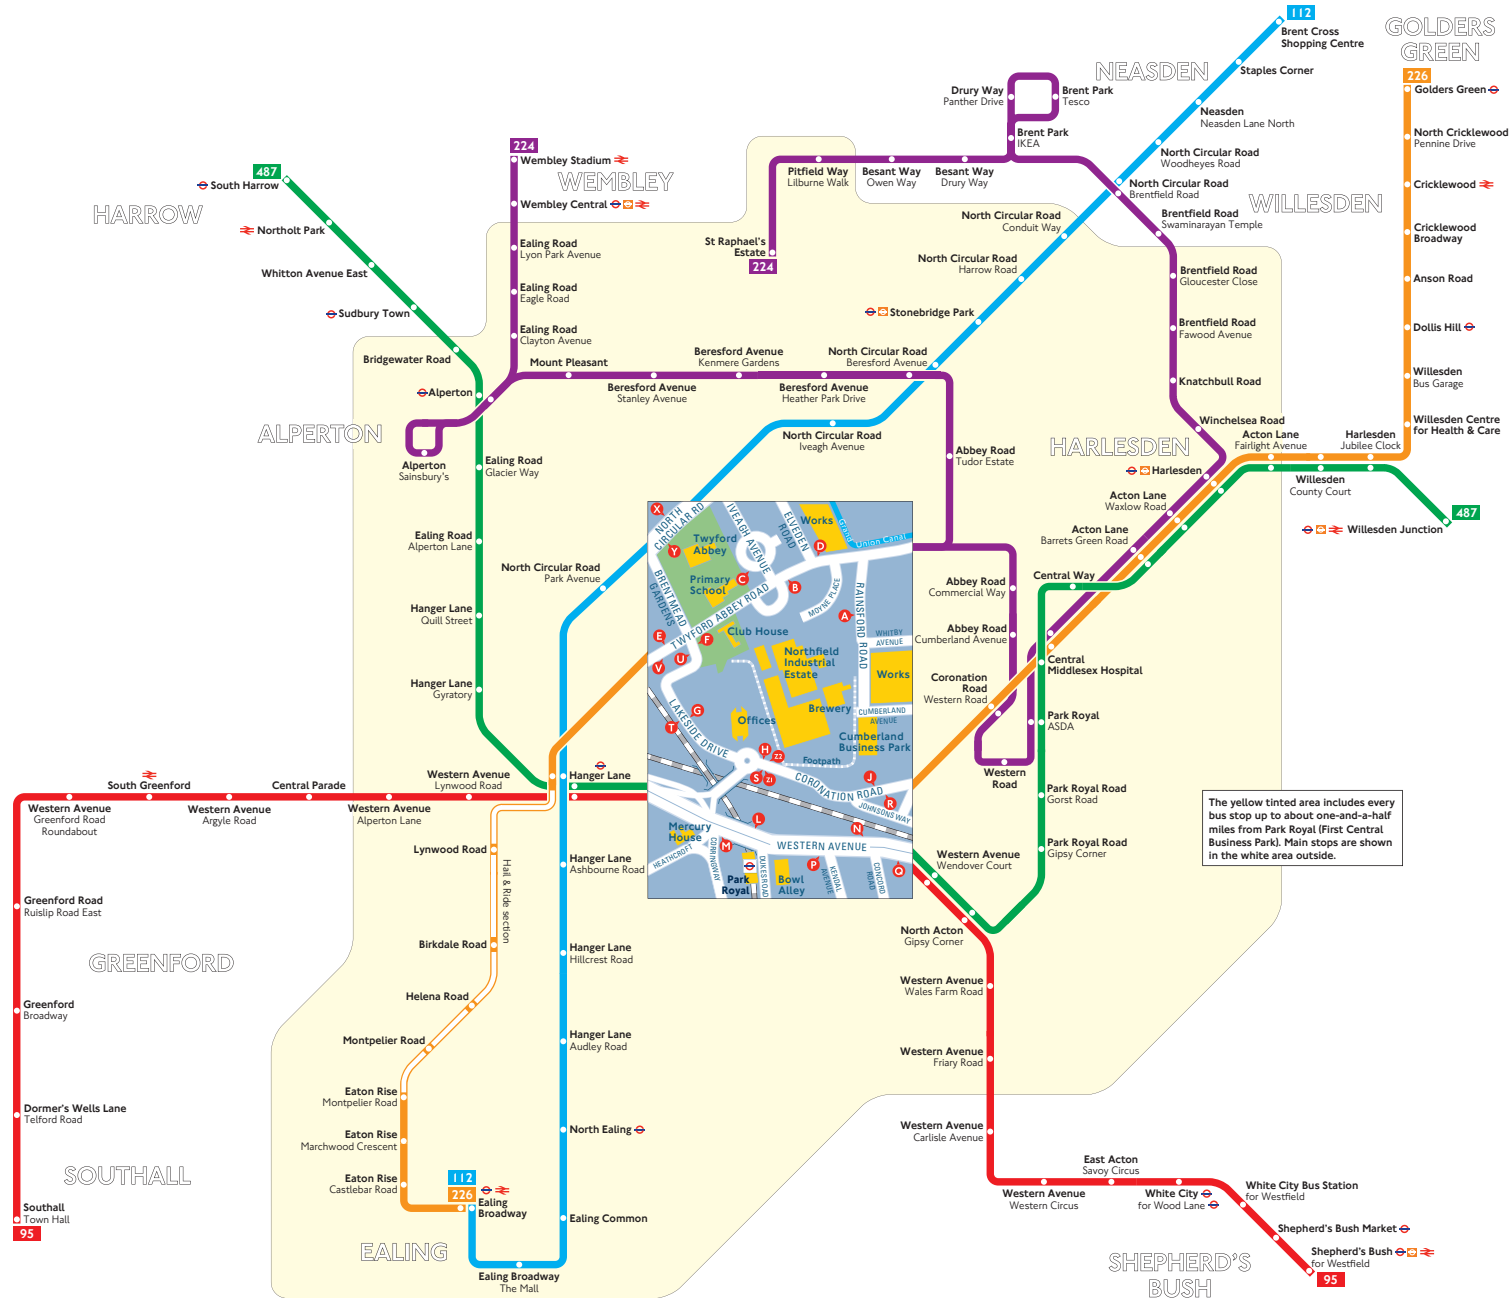 112
Brent Cross
Shopping Centre
Staples Corner
GOLDERS
GREEN
NEASDEN
226
Golders Green
Neasden
Neasden Lane North
North Cricklewood
Pennine Drive
Drury Way
Panther Drive
Brent Park
Tesco
Brent Park
IKEA
North Circular Road
Woodheyes Road
North Circular Road
Brentfield Road
Cricklewood
WILLESDEN
Brentfield Road
Swaminarayan Temple
Cricklewood
Broadway
224
Wembley Stadium
WEMBLEY
Wembley Central
Pitfield Way
Lilburne Walk
Besant Way
Owen Way
Besant Way
Drury Way
487
South Harrow
HARROW
Northolt Park
Whitton Avenue East
Sudbury Town
Bridgewater Road
Ealing Road
Lyon Park Avenue
Ealing Road
Eagle Road
Ealing Road
Clayton Avenue
St Raphael's
Estate
224
North Circular Road
Conduit Way
North Circular Road
Harrow Road
Stonebridge Park
Brentfield Road
Gloucester Close
Brentfield Road
Fawood Avenue
Knatchbull Road
Winchelsea Road
Anson Road
Dollis Hill
Willesden
Bus Garage
Willesden Centre
for Health & Care
Mount Pleasant
Beresford Avenue
Stanley Avenue
Beresford Avenue
Kenmere Gardens
Beresford Avenue
Heather Park Drive
North Circular Road
Beresford Avenue
North Circular Road
Iveagh Avenue
Alperton
ALPERTON
Alperton
Sainsbury's
Ealing Road
Glacier Way
Ealing Road
Alperton Lane
Hanger Lane
Quill Street
Hanger Lane
Gyratory
North Circular Road
Park Avenue
Abbey Road
Tudor Estate
HARLESDEN
Harlesden
Acton Lane
Fairlight Avenue
Harlesden
Jubilee Clock
Willesden
County Court
487
Willesden Junction
Acton Lane
Waxlow Road
Acton Lane
Barrets Green Road
Central Way
Abbey Road
Commercial Way
Abbey Road
Cumberland Avenue
Central
Middlesex Hospital
Coronation
Road
Western Road
Park Royal
ASDA
Western
Road
Park Royal Road
Gorst Road
Park Royal Road
Gipsy Corner
X
NORTH
CIRCULAR RD
IVEAGH AVENUE
ELVEDEN
ROAD
Works
Grand
Union Canal
Y
Twyford
Abbey
D
Primary
School
C
B
BRENTMEAD
GARDENS
TWYFORD ABBEY ROAD
MOYNE PLACE
A
RAINSFORD ROAD
E
F
Club House
WHITBY
AVENUE
V
U
Northfield
Industrial
Estate
Works
LAKESIDE DRIVE
G
T
Offices
Brewery
CUMBERLAND
AVENUE
Cumberland
Business Park
H
Z2
Footpath
S
Z1
CORONATION ROAD
J
R
JOHNSONS WAY
L
N
Mercury
House
M
WESTERN AVENUE
HEATHCROFT
CORRINGWAY
Park
Royal
DUKES ROAD
Bowl
Alley
P
KENDAL
AVENUE
CONCORD
ROAD
Q
South Greenford
Central Parade
Western Avenue
Lynwood Road
Hanger Lane
Western Avenue
Greenford Road
Roundabout
Western Avenue
Argyle Road
Western Avenue
Alperton Lane
Lynwood Road
Hail & Ride section
Birkdale Road
Helena Road
Montpelier Road
Eaton Rise
Montpelier Road
Eaton Rise
Marchwood Crescent
Eaton Rise
Castlebar Road
Hanger Lane
Ashbourne Road
Hanger Lane
Hillcrest Road
Hanger Lane
Audley Road
North Ealing
Ealing Common
112
226
Ealing
Broadway
EALING
Ealing Broadway
The Mall
Greenford Road
Ruislip Road East
GREENFORD
Greenford
Broadway
Dormer's Wells Lane
Telford Road
SOUTHALL
Southall
Town Hall
95
Western Avenue
Wendover Court
North Acton
Gipsy Corner
Western Avenue
Wales Farm Road
Western Avenue
Friary Road
Western Avenue
Carlisle Avenue
East Acton
Savoy Circus
Western Avenue
Western Circus
White City
for Wood Lane
White City Bus Station
for Westfield
Shepherd's Bush Market
Shepherd's Bush
for Westfield
95
SHEPHERD'S
BUSH
The yellow tinted area includes every
bus stop up to about one-and-a-half
miles from Park Royal (First Central
Business Park). Main stops are shown
in the white area outside.